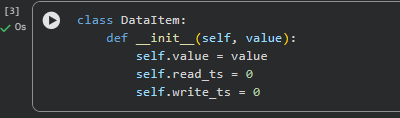 [3]
0s
class DataItem:
    def __init__(self, value):
        self.value = value
        self.read_ts = 0
        self.write_ts = 0